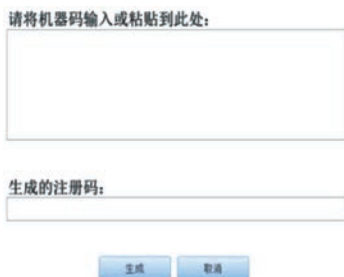 请将机器码输入或粘贴到此处：
生成的注册码：
生成
取消